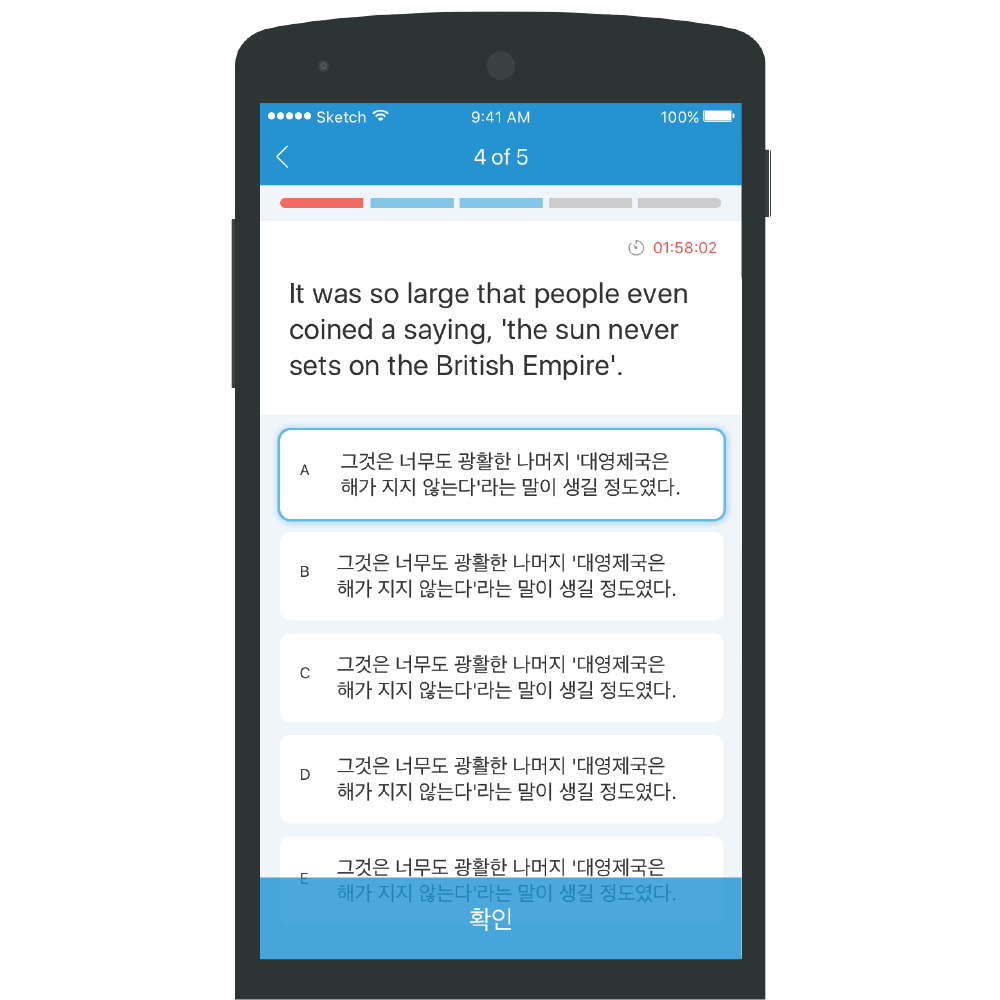 Sketch 9:41 AM 100%
4 of 5
01:58:02
It was so large that people even
coined a saying, 'the sun never
sets on the British Empire'.
A 그것은 너무도 광활한 나머지 '대영제국은
해가 지지 않는다'라는 말이 생길 정도였다.
B 그것은 너무도 광활한 나머지 '대영제국은
해가 지지 않는다'라는 말이 생길 정도였다.
C 그것은 너무도 광활한 나머지 '대영제국은
해가 지지 않는다'라는 말이 생길 정도였다.
D 그것은 너무도 광활한 나머지 '대영제국은
해가 지지 않는다'라는 말이 생길 정도였다.
E 그것은 너무도 광활한 나머지 '대영제국은
해가 지지 않는다'라는 말이 생길 정도였다.
확인